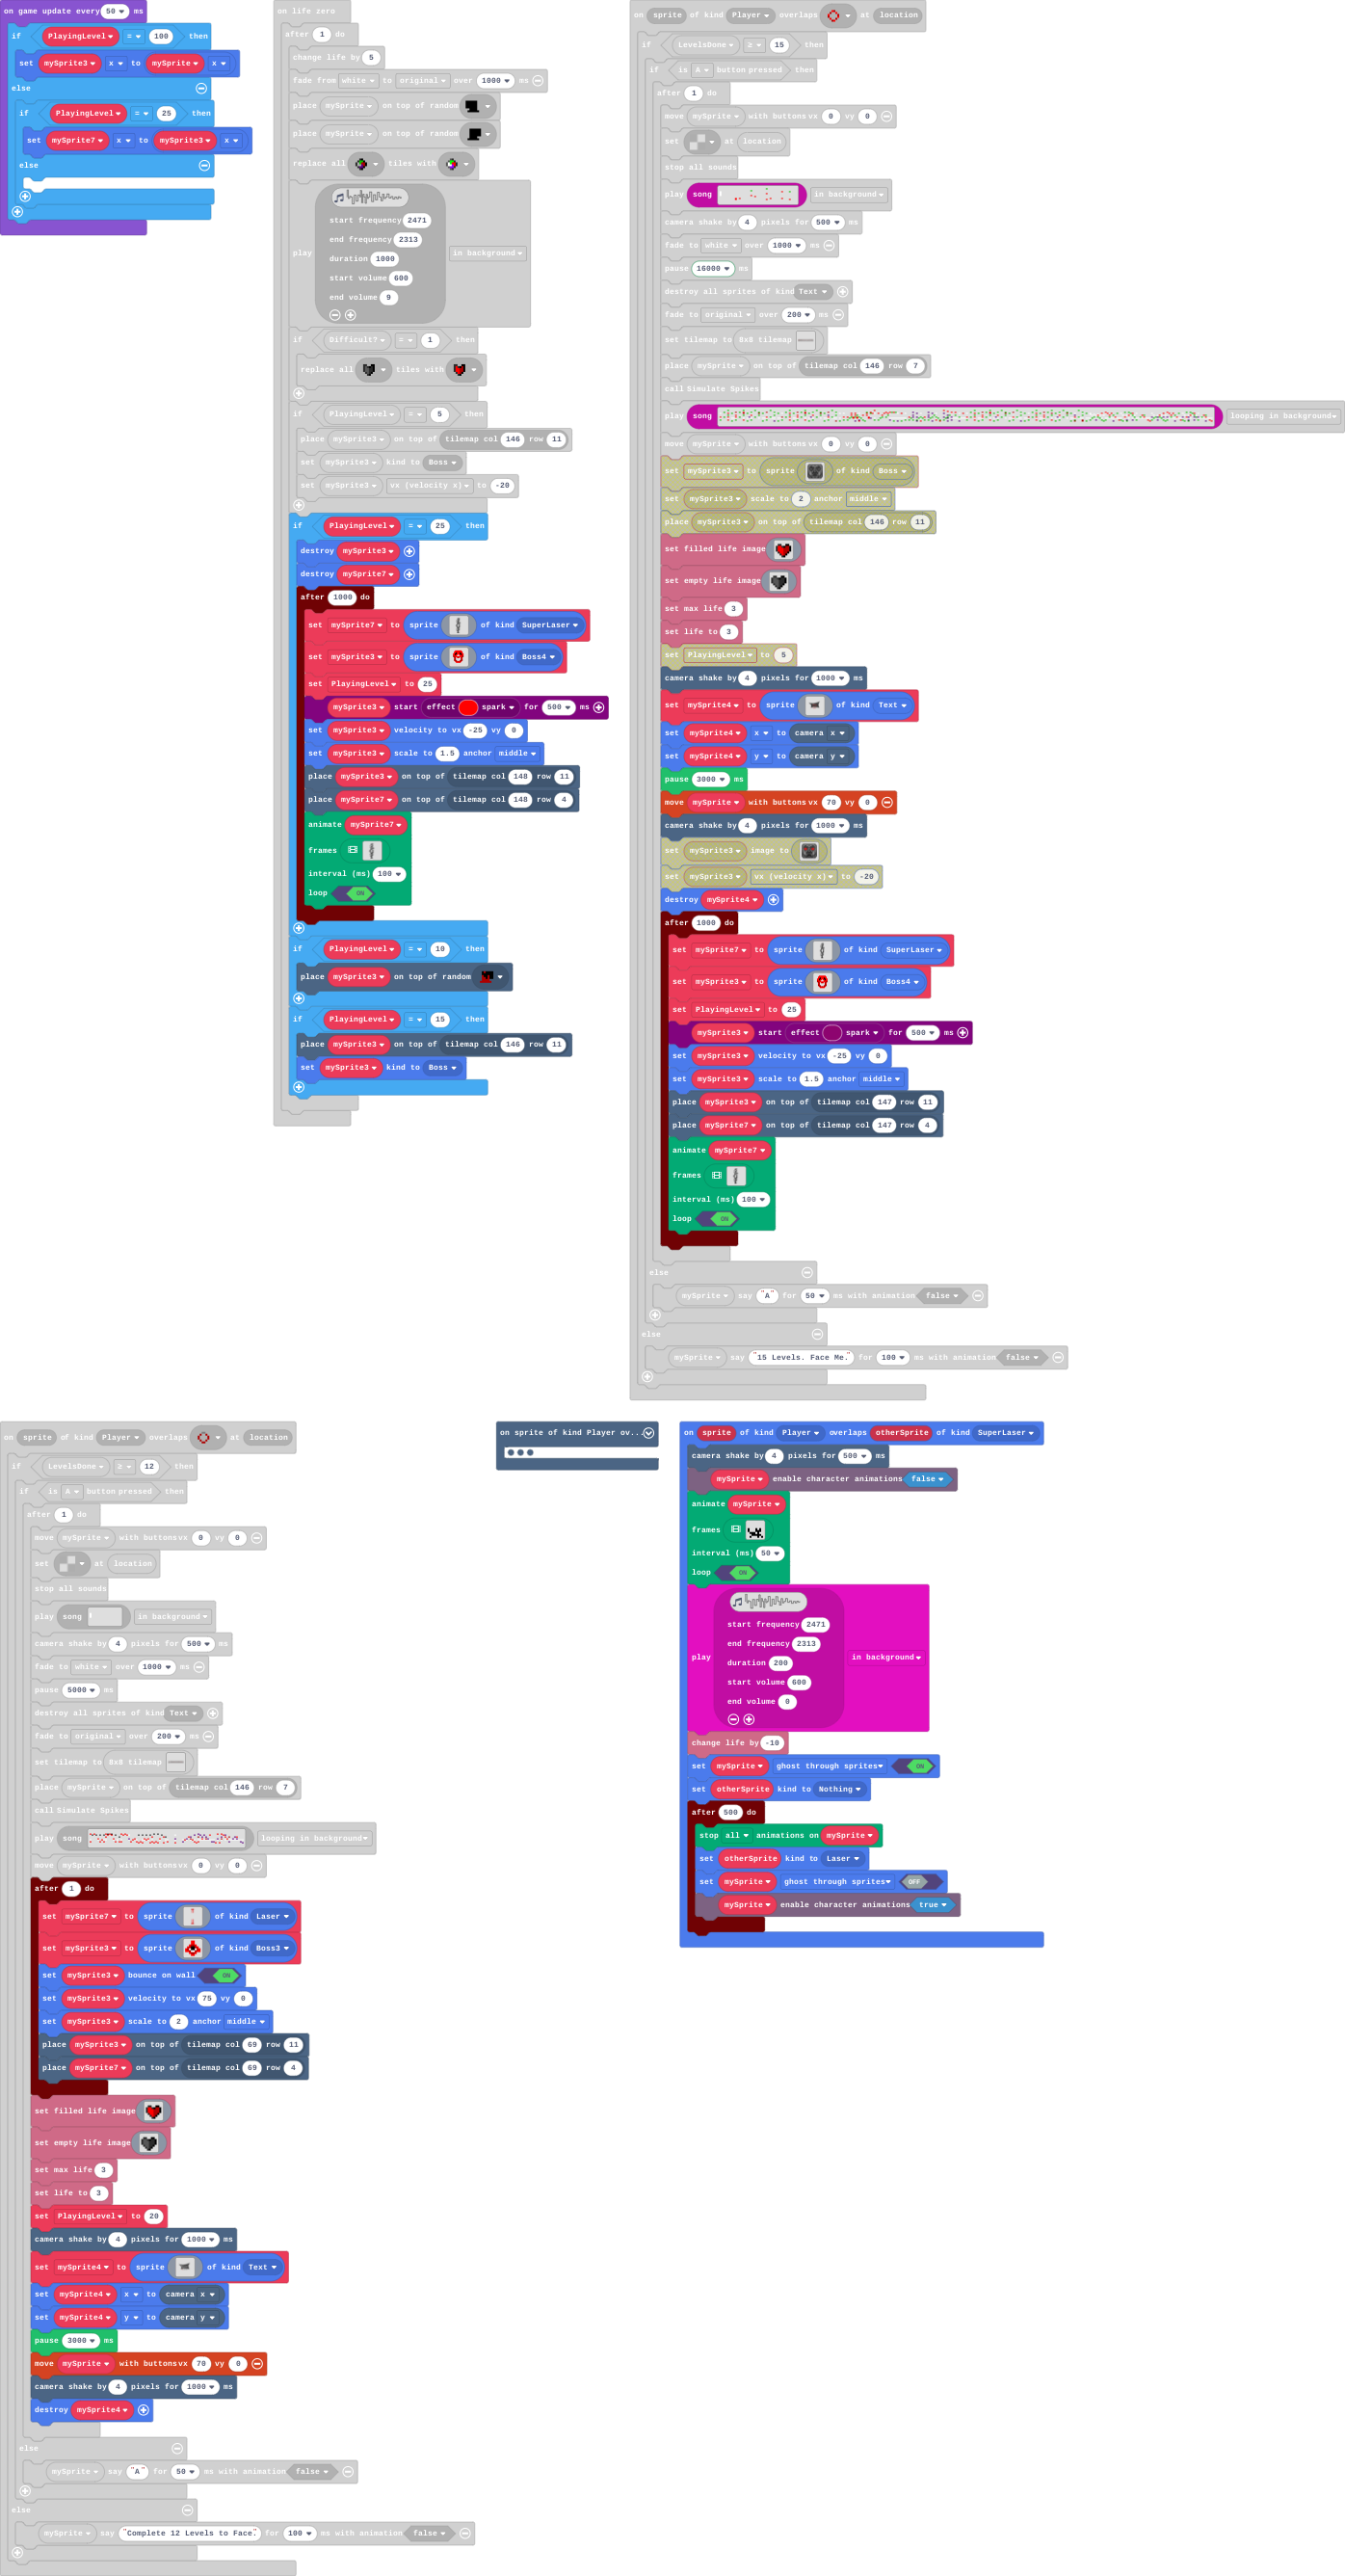 on game update every 50 ms
if PlayingLevel = 100 then
set mySprite3 x to mySprite x
else
if PlayingLevel = 25 then
set mySprite7 x to mySprite3 x
else
on life zero
after 1 do
change life by 5
fade from white to original over 1000 ms
place mySprite on top of random
place mySprite on top of random
replace all tiles with
play
start frequency 2471
end frequency 2313
duration 1000
start volume 600
end volume 9
in background
if Difficult? = 1 then
replace all tiles with
if PlayingLevel = 5 then
place mySprite3 on top of tilemap col 146 row 11
set mySprite3 kind to Boss
set mySprite3 vx (velocity x) to -20
if PlayingLevel = 25 then
destroy mySprite3
destroy mySprite7
after 1000 do
set mySprite7 to sprite of kind SuperLaser
set mySprite3 to sprite of kind Boss4
set PlayingLevel to 25
mySprite3 start effect spark for 500 ms
set mySprite3 velocity to vx -25 vy 0
set mySprite3 scale to 1.5 anchor middle
place mySprite3 on top of tilemap col 148 row 11
place mySprite7 on top of tilemap col 148 row 4
animate mySprite7
frames
interval (ms) 100
loop ON
if PlayingLevel = 10 then
place mySprite3 on top of random
if PlayingLevel = 15 then
place mySprite3 on top of tilemap col 146 row 11
set mySprite3 kind to Boss
on sprite of kind Player overlaps at location
if LevelsDone ≥ 15 then
if is A button pressed then
after 1 do
move mySprite with buttons vx 0 vy 0
set at location
stop all sounds
play song in background
camera shake by 4 pixels for 500 ms
fade to white over 1000 ms
pause 16000 ms
destroy all sprites of kind Text
fade to original over 200 ms
set tilemap to 8x8 tilemap
place mySprite on top of tilemap col 146 row 7
call Simulate Spikes
play song looping in background
move mySprite with buttons vx 0 vy 0
set mySprite3 to sprite of kind Boss
set mySprite3 scale to 2 anchor middle
place mySprite3 on top of tilemap col 146 row 11
set filled life image
set empty life image
set max life 3
set life to 3
set PlayingLevel to 5
camera shake by 4 pixels for 1000 ms
set mySprite4 to sprite of kind Text
set mySprite4 x to camera x
set mySprite4 y to camera y
pause 3000 ms
move mySprite with buttons vx 70 vy 0
camera shake by 4 pixels for 1000 ms
set mySprite3 image to
set mySprite3 vx (velocity x) to -20
destroy mySprite4
after 1000 do
set mySprite7 to sprite of kind SuperLaser
set mySprite3 to sprite of kind Boss4
set PlayingLevel to 25
mySprite3 start effect spark for 500 ms
set mySprite3 velocity to vx -25 vy 0
set mySprite3 scale to 1.5 anchor middle
place mySprite3 on top of tilemap col 147 row 11
place mySprite7 on top of tilemap col 147 row 4
animate mySprite7
frames
interval (ms) 100
loop ON
else
mySprite say "A" for 50 ms with animation false
else
mySprite say "15 Levels. Face Me." for 100 ms with animation false
on sprite of kind Player overlaps at location
if LevelsDone ≥ 12 then
if is A button pressed then
after 1 do
move mySprite with buttons vx 0 vy 0
set at location
stop all sounds
play song in background
camera shake by 4 pixels for 500 ms
fade to white over 1000 ms
pause 5000 ms
destroy all sprites of kind Text
fade to original over 200 ms
set tilemap to 8x8 tilemap
place mySprite on top of tilemap col 146 row 7
call Simulate Spikes
play song looping in background
move mySprite with buttons vx 0 vy 0
after 1 do
set mySprite7 to sprite of kind Laser
set mySprite3 to sprite of kind Boss3
set mySprite3 bounce on wall ON
set mySprite3 velocity to vx 75 vy 0
set mySprite3 scale to 2 anchor middle
place mySprite3 on top of tilemap col 69 row 11
place mySprite7 on top of tilemap col 69 row 4
set filled life image
set empty life image
set max life 3
set life to 3
set PlayingLevel to 20
camera shake by 4 pixels for 1000 ms
set mySprite4 to sprite of kind Text
set mySprite4 x to camera x
set mySprite4 y to camera y
pause 3000 ms
move mySprite with buttons vx 70 vy 0
camera shake by 4 pixels for 1000 ms
destroy mySprite4
else
mySprite say "A" for 50 ms with animation false
else
mySprite say "Complete 12 Levels to Face." for 100 ms with animation false
on sprite of kind Player ov...
on sprite of kind Player overlaps otherSprite of kind SuperLaser
camera shake by 4 pixels for 500 ms
mySprite enable character animations false
animate mySprite
frames
interval (ms) 50
loop ON
play
start frequency 2471
end frequency 2313
duration 200
start volume 600
end volume 0
in background
change life by -10
set mySprite ghost through sprites ON
set otherSprite kind to Nothing
after 500 do
stop all animations on mySprite
set otherSprite kind to Laser
set mySprite ghost through sprites OFF
mySprite enable character animations true